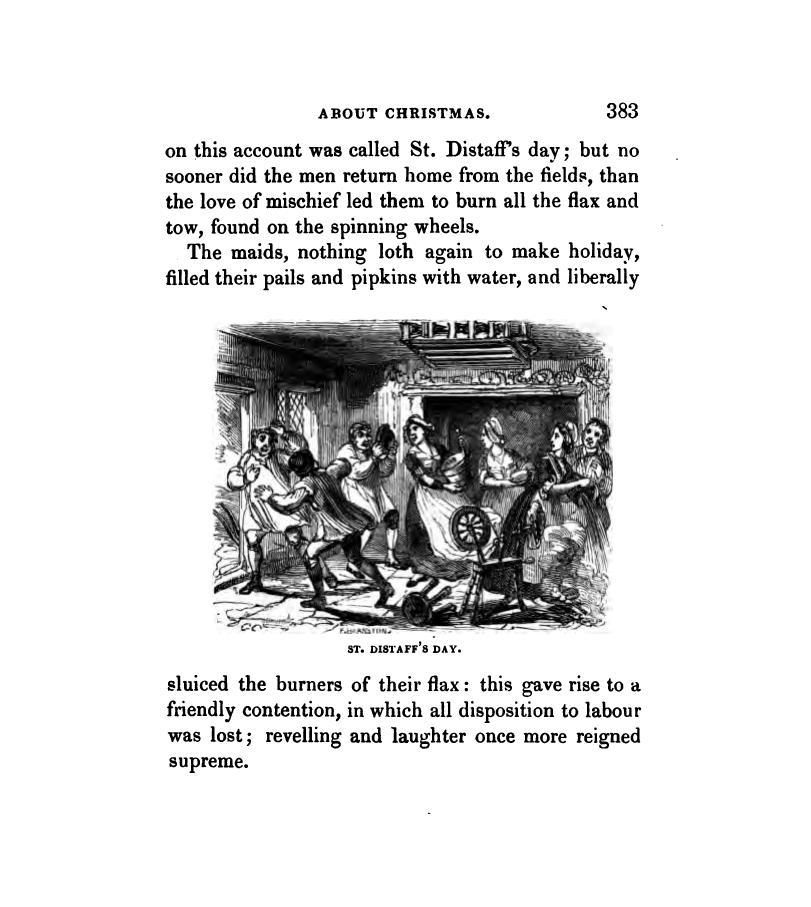 ABOUT CHRISTMAS. 383
on this account was called St. Distaff's day; but no
sooner did the men return home from the fields, than
the love of mischief led them to burn all the flax and
tow, found on the spinning wheels.
The maids, nothing loth again to make holiday,
filled their pails and pipkins with water, and liberally
F. BRANSTON.
ST. DISTAFF'S DAY.
sluiced the burners of their flax: this gave rise to a
friendly contention, in which all disposition to labour
was lost; revelling and laughter once more reigned
supreme.